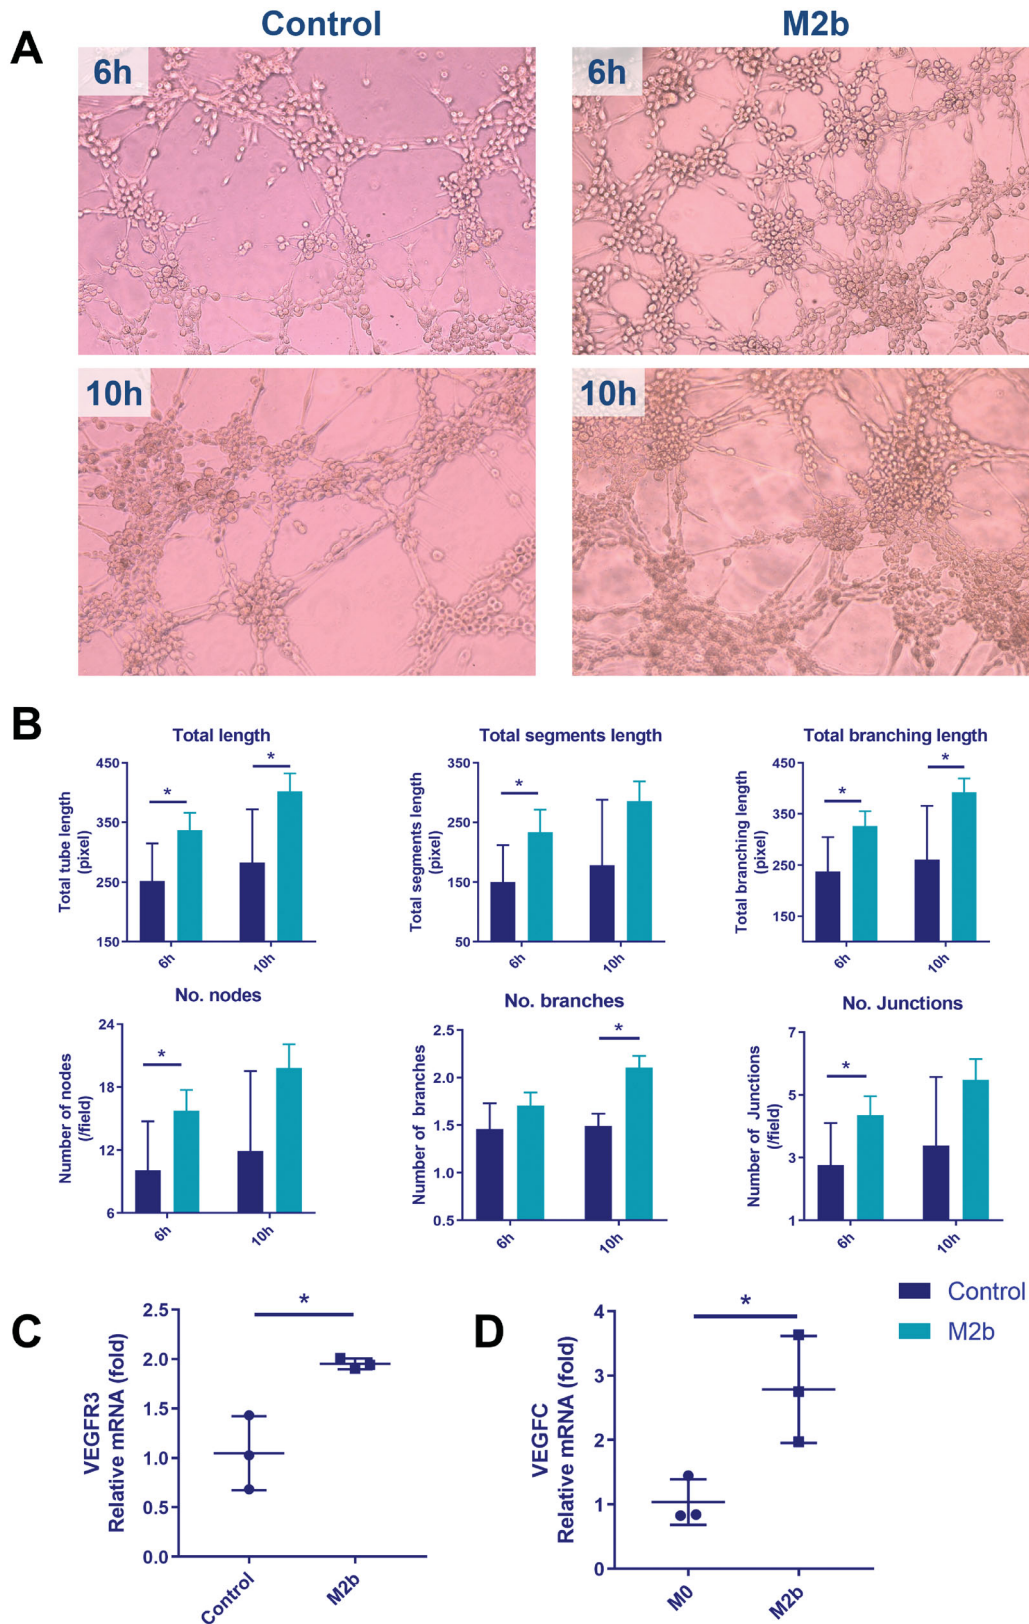 Control M2b
A
6h 6h
10h 10h
B
Total length
Total tube length
(pixel)
450
350
250
150
*
*
6h 10h
Total segments length
Total segments length
(pixel)
350
250
150
50
*
6h 10h
Total branching length
Total branching length
(pixel)
450
350
250
150
*
*
6h 10h
No. nodes
Number of nodes
(/field)
24
18
12
6
*
6h 10h
No. branches
Number of branches
2.5
2.0
1.5
1.0
0.5
*
6h 10h
No. Junctions
Number of Junctions
(/field)
7
5
3
1
*
6h 10h
Control
M2b
C
VEGFR3
Relative mRNA (fold)
2.5
2.0
1.5
1.0
0.5
0.0
*
Control M2b
D
VEGFC
Relative mRNA (fold)
4
3
2
1
0
*
M0 M2b